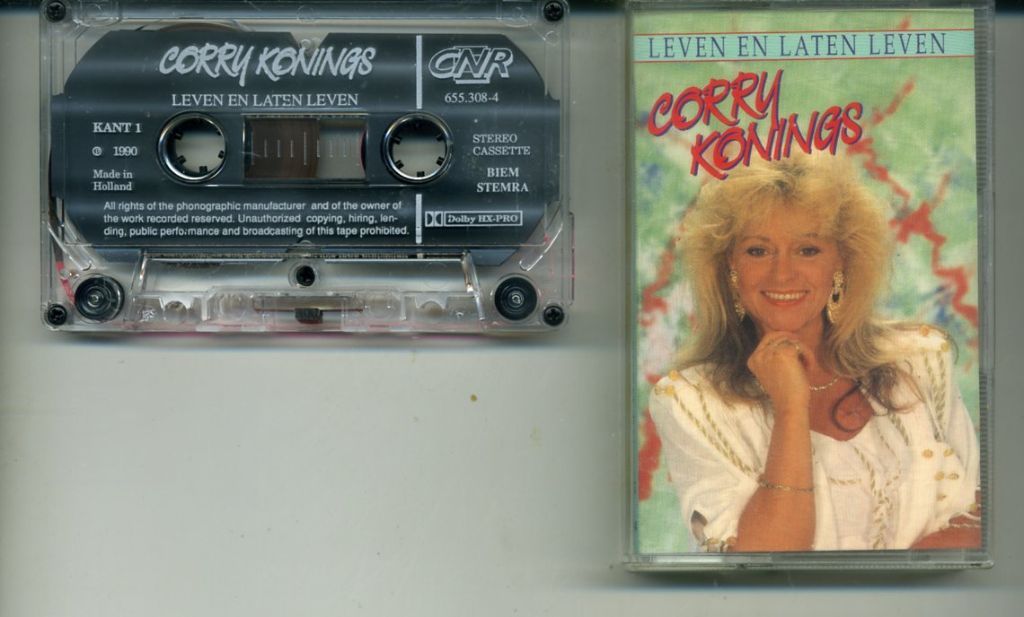 CORRY KONINGS
CNR
LEVEN EN LATEN LEVEN
655.308-4
KANT 1
℗ 1990
Made in
Holland
STEREO
CASSETTE
BIEM
STEMRA
All rights of the phonographic manufacturer and of the owner of
the work recorded reserved. Unauthorized copying, hiring, len-
ding, public performance and broadcasting of this tape prohibited.
Dolby HX-PRO
LEVEN EN LATEN LEVEN
CORRY
KONINGS